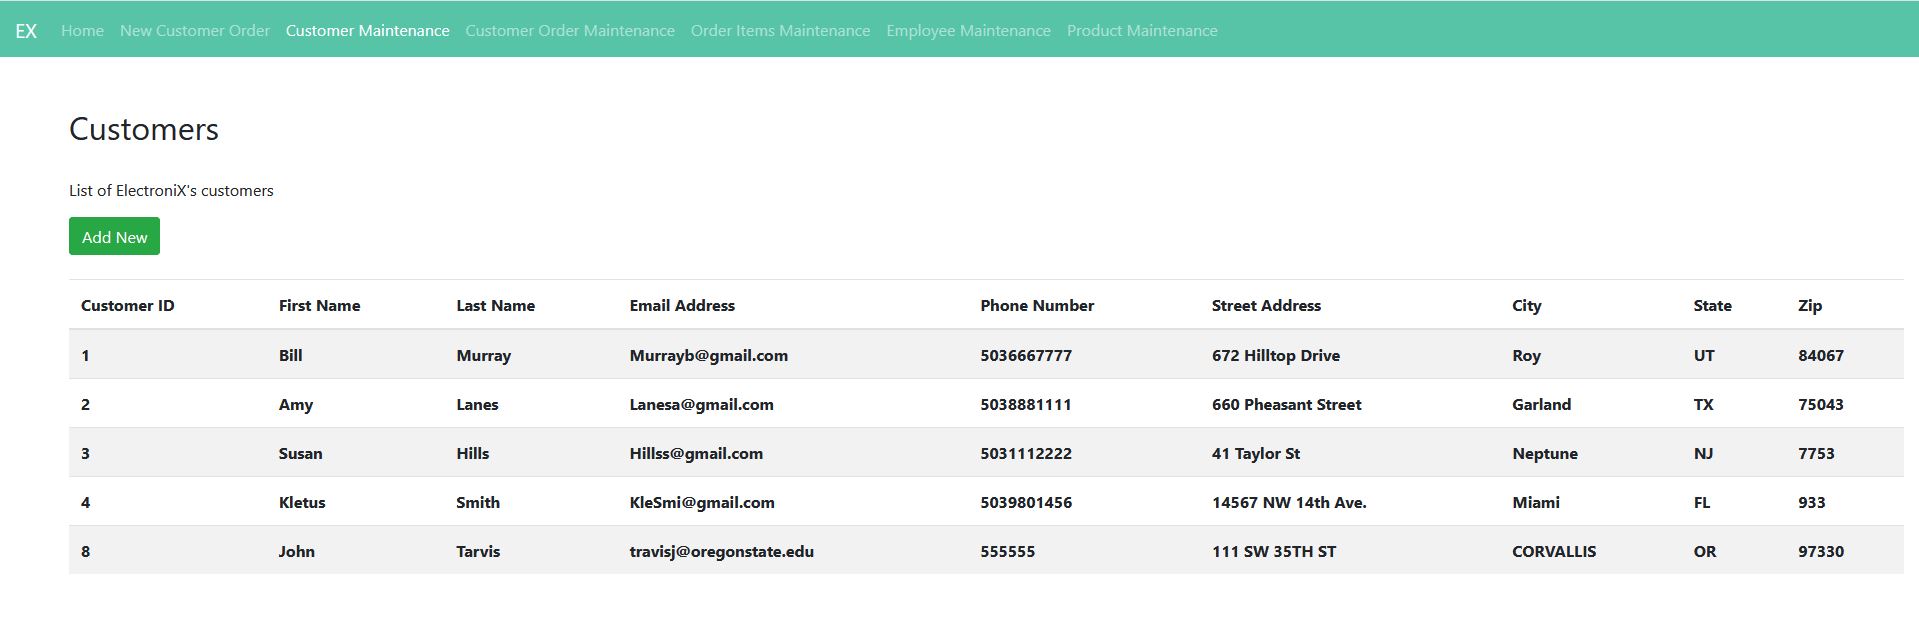 EX Home New Customer Order Customer Maintenance Customer Order Maintenance Order Items Maintenance Employee Maintenance Product Maintenance
Customers
List of ElectroniX's customers
Add New
Customer ID First Name Last Name Email Address Phone Number Street Address City State Zip
1 Bill Murray Murrayb@gmail.com 5036667777 672 Hilltop Drive Roy UT 84067
2 Amy Lanes Lanesa@gmail.com 5038881111 660 Pheasant Street Garland TX 75043
3 Susan Hills Hillss@gmail.com 5031112222 41 Taylor St Neptune NJ 7753
4 Kletus Smith KleSmi@gmail.com 5039801456 14567 NW 14th Ave. Miami FL 933
8 John Tarvis travisj@oregonstate.edu 555555 111 SW 35TH ST CORVALLIS OR 97330